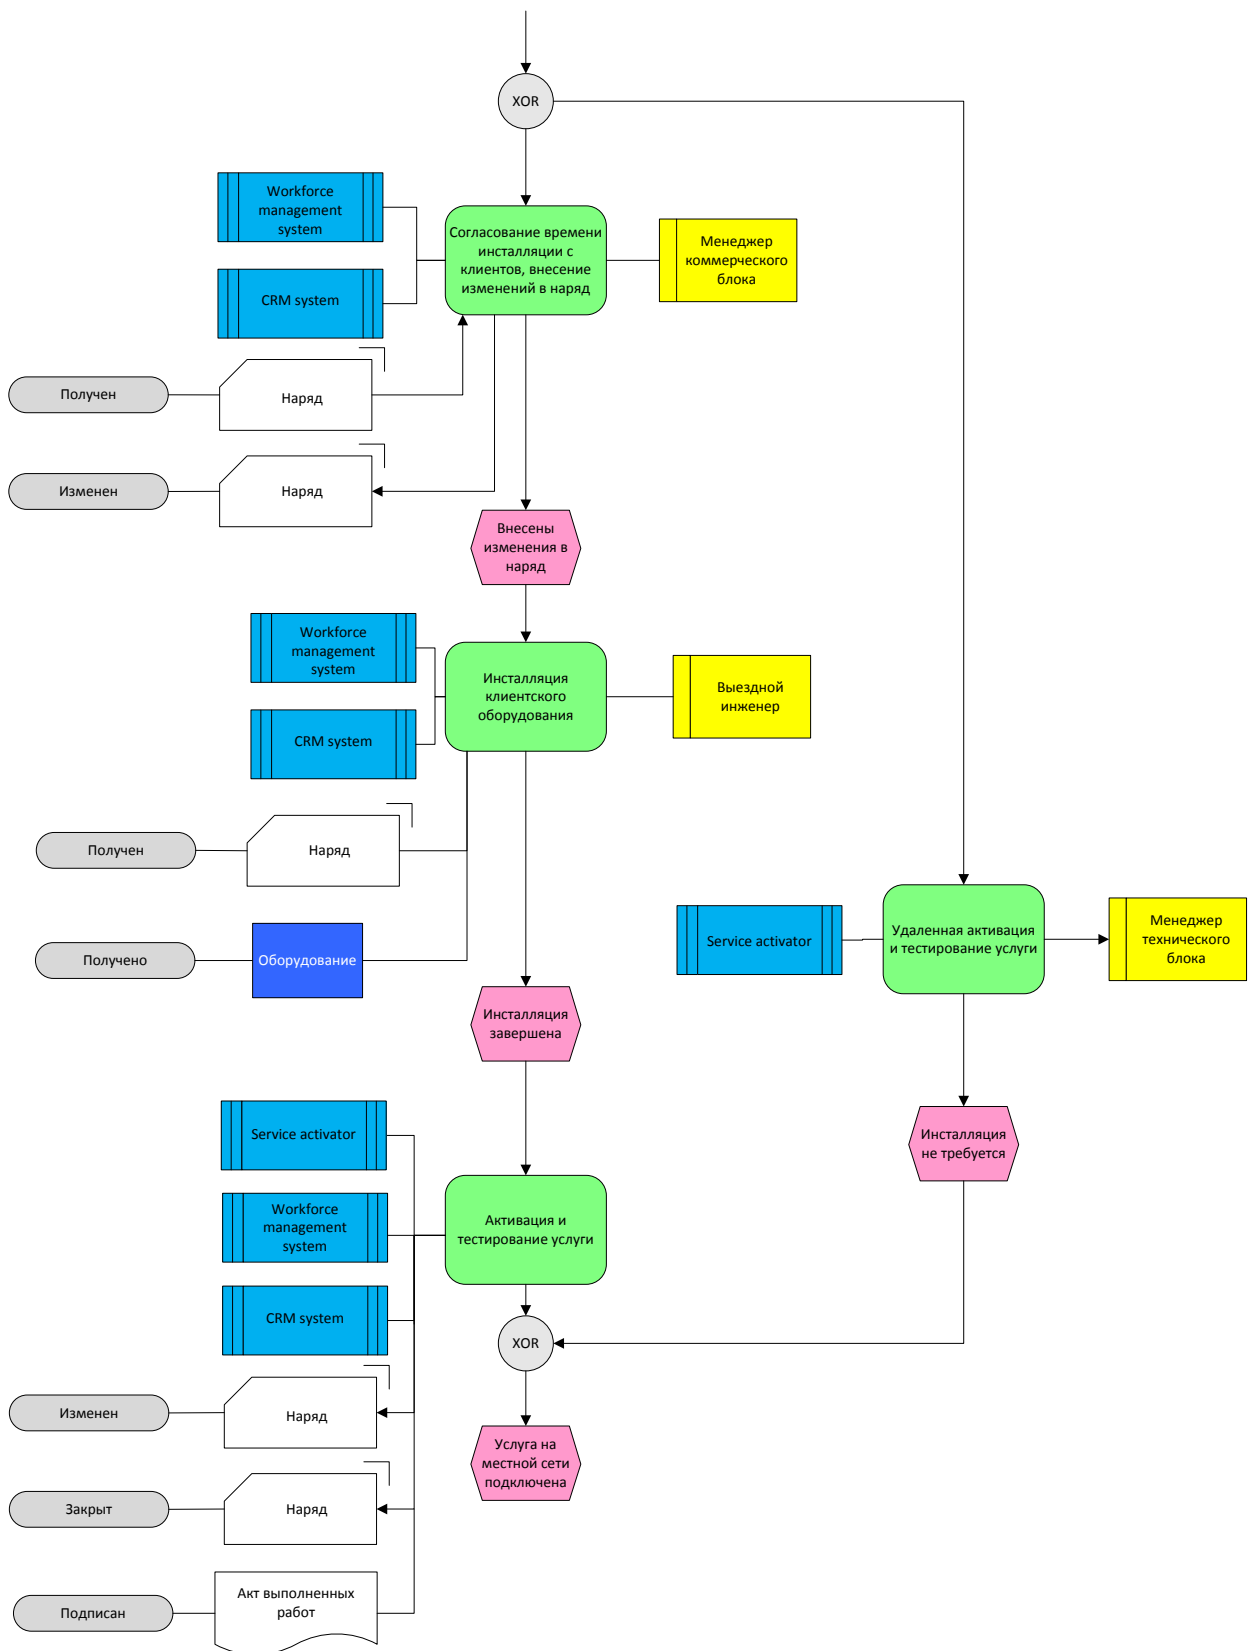 XOR
Workforce
management
system
Согласование времени
инсталляции с
клиентов, внесение
изменений в наряд
Менеджер
коммерческого
блока
CRM system
Получен
Наряд
Изменен
Наряд
Внесены
изменения в
наряд
Workforce
management
system
Инсталляция
клиентского
оборудования
Выездной
инженер
CRM system
Получен
Наряд
Service activator
Удаленная активация
и тестирование услуги
Менеджер
технического
блока
Получено
Оборудование
Инсталляция
завершена
Service activator
Инсталляция
не требуется
Workforce
management
system
Активация и
тестирование услуги
CRM system
XOR
Изменен
Наряд
Услуга на
местной сети
подключена
Закрыт
Наряд
Подписан
Акт выполненных
работ